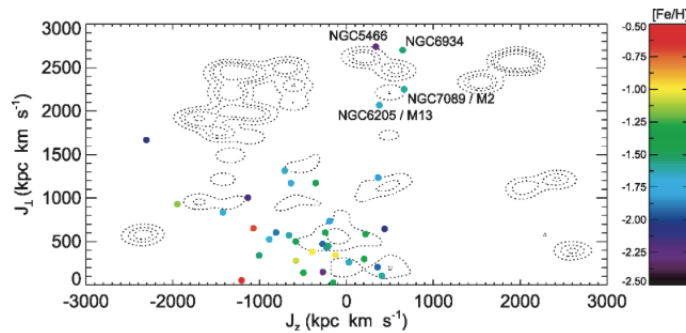 [Fe/H]
3000
2500
2000
1500
1000
500
0
J⊥ (kpc km s⁻¹)
NGC5466
NGC6934
NGC7089 / M2
NGC6205 / M13
-0.50
-0.75
-1.00
-1.25
-1.50
-1.75
-2.00
-2.25
-2.50
-3000 -2000 -1000 0 1000 2000 3000
J_z (kpc km s⁻¹)